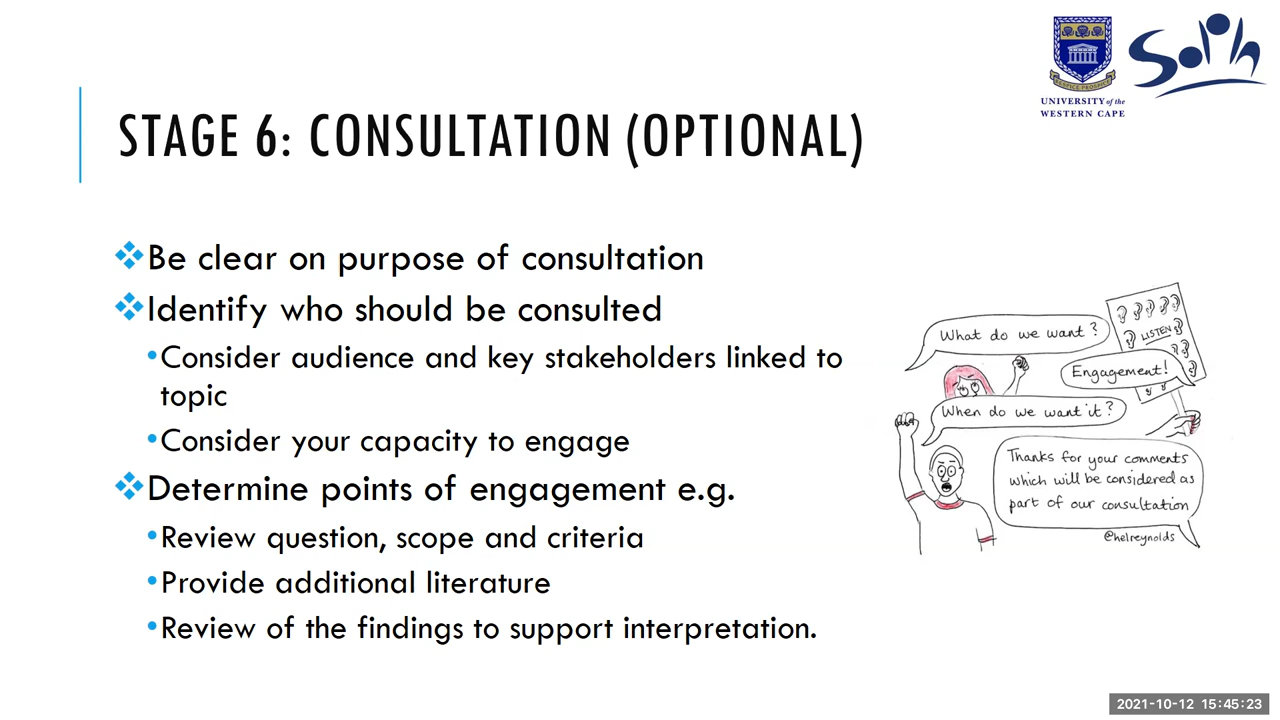 SoPh
UNIVERSITY of the
WESTERN CAPE
STAGE 6: CONSULTATION (OPTIONAL)
Be clear on purpose of consultation
Identify who should be consulted
Consider audience and key stakeholders linked to
topic
Consider your capacity to engage
Determine points of engagement e.g.
Review question, scope and criteria
Provide additional literature
Review of the findings to support interpretation.
What do we want?
LISTEN
Engagement!
When do we want it?
Thanks for your comments
which will be considered as
part of our consultation
@helreynolds
2021-10-12 15:45:23